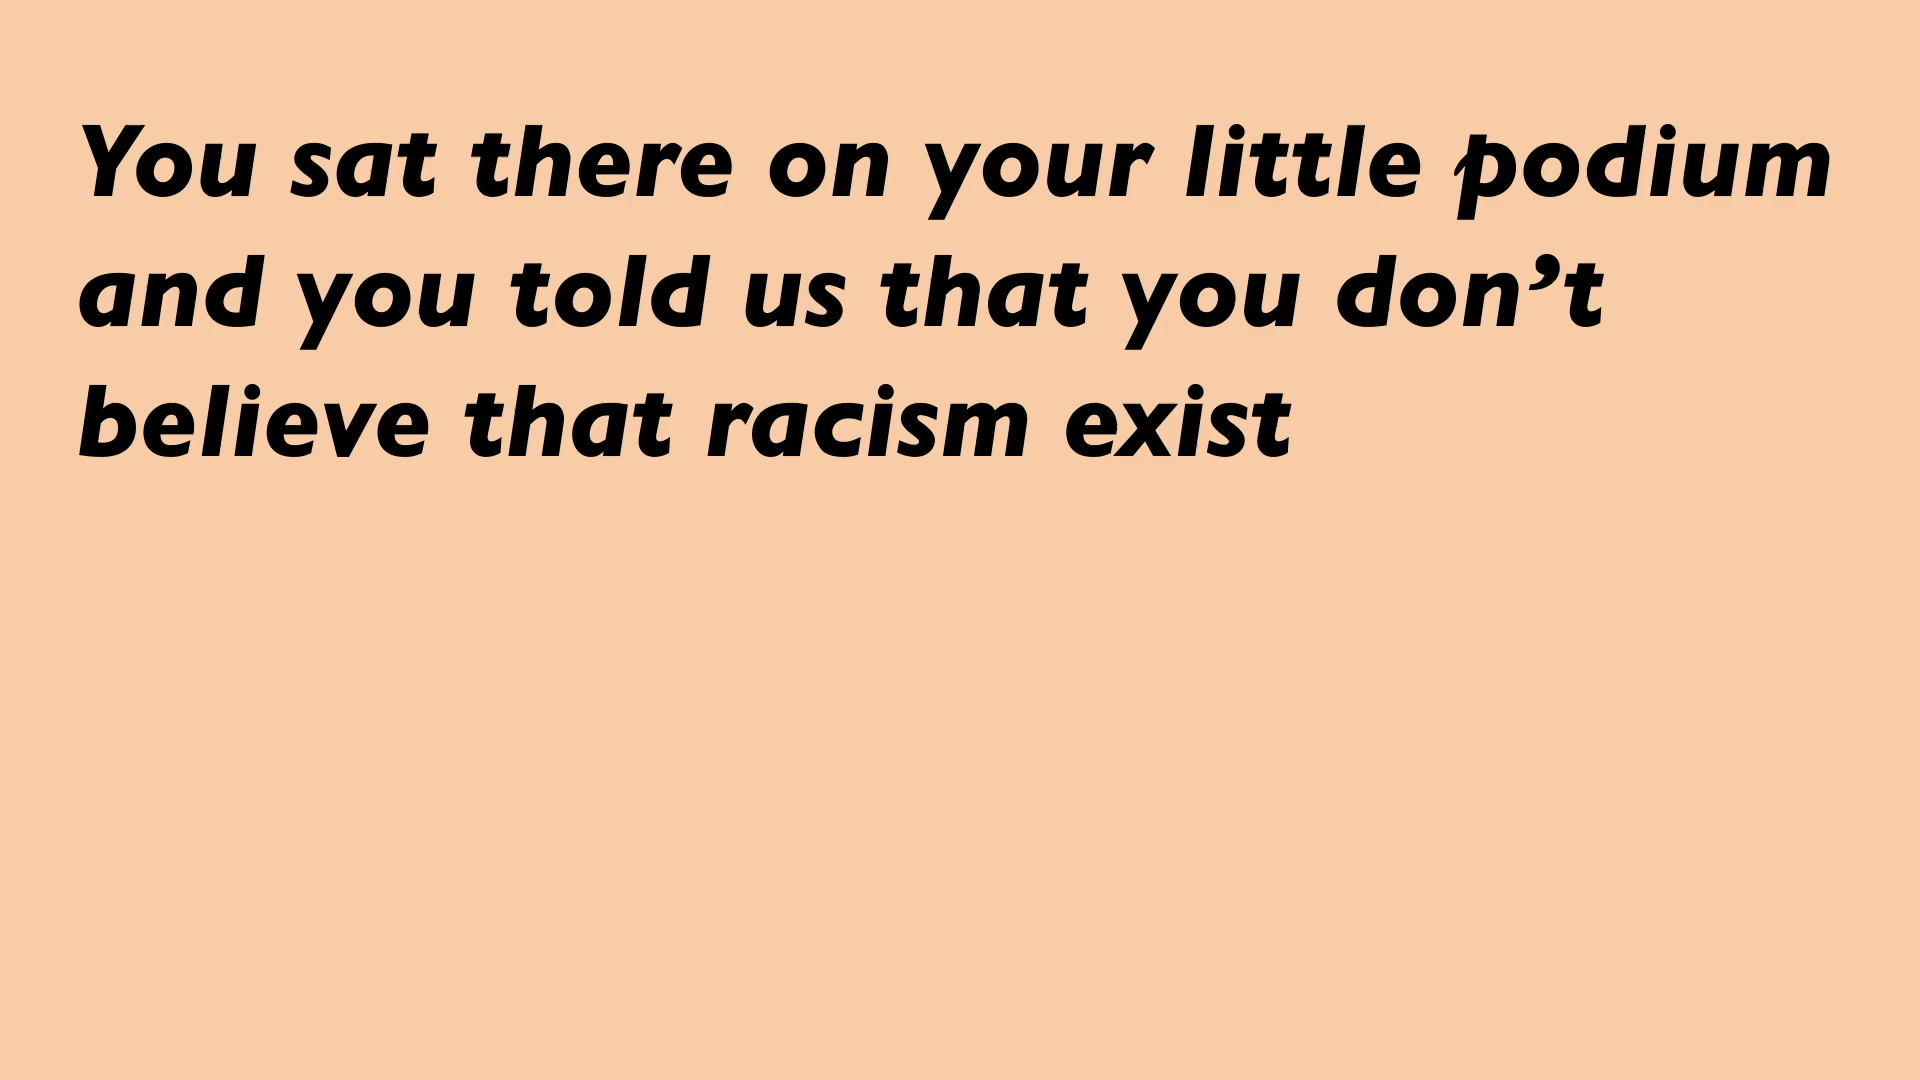 You sat there on your little podium
and you told us that you don’t
believe that racism exist